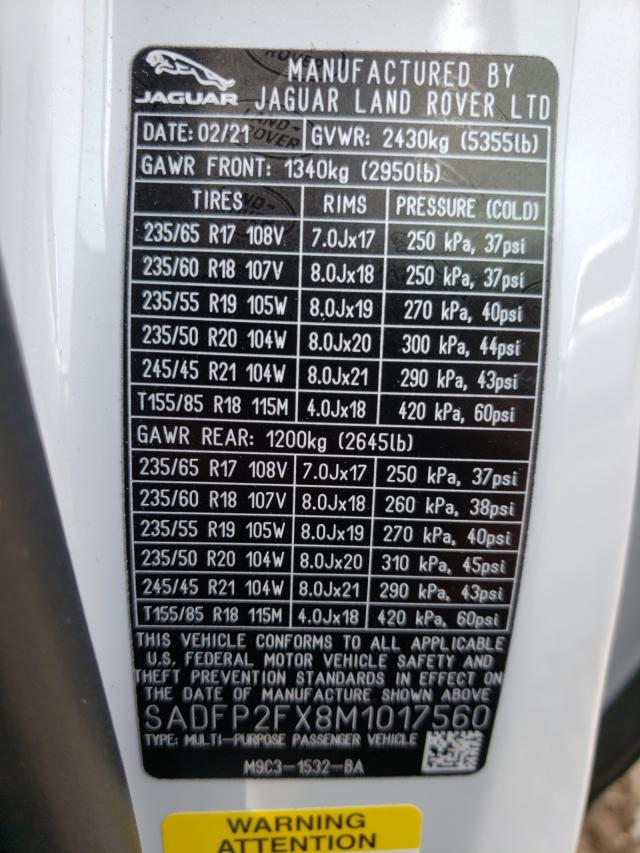 JAGUAR
MANUFACTURED BY
JAGUAR LAND ROVER LTD
DATE: 02/21 GVWR: 2430kg (5355lb)
GAWR FRONT: 1340kg (2950lb)
TIRES RIMS PRESSURE (COLD)
235/65 R17 108V 7.0Jx17 250 kPa, 37psi
235/60 R18 107V 8.0Jx18 250 kPa, 37psi
235/55 R19 105W 8.0Jx19 270 kPa, 40psi
235/50 R20 104W 8.0Jx20 300 kPa, 44psi
245/45 R21 104W 8.0Jx21 290 kPa, 43psi
T155/85 R18 115M 4.0Jx18 420 kPa, 60psi
GAWR REAR: 1200kg (2645lb)
235/65 R17 108V 7.0Jx17 250 kPa, 37psi
235/60 R18 107V 8.0Jx18 260 kPa, 38psi
235/55 R19 105W 8.0Jx19 270 kPa, 40psi
235/50 R20 104W 8.0Jx20 310 kPa, 45psi
245/45 R21 104W 8.0Jx21 290 kPa, 43psi
T155/85 R18 115M 4.0Jx18 420 kPa, 60psi
THIS VEHICLE CONFORMS TO ALL APPLICABLE
U.S. FEDERAL MOTOR VEHICLE SAFETY AND
THEFT PREVENTION STANDARDS IN EFFECT ON
THE DATE OF MANUFACTURE SHOWN ABOVE
SADFP2FX8M1017560
TYPE: MULTI-PURPOSE PASSENGER VEHICLE
M9C3-1532-BA
WARNING
ATTENTION